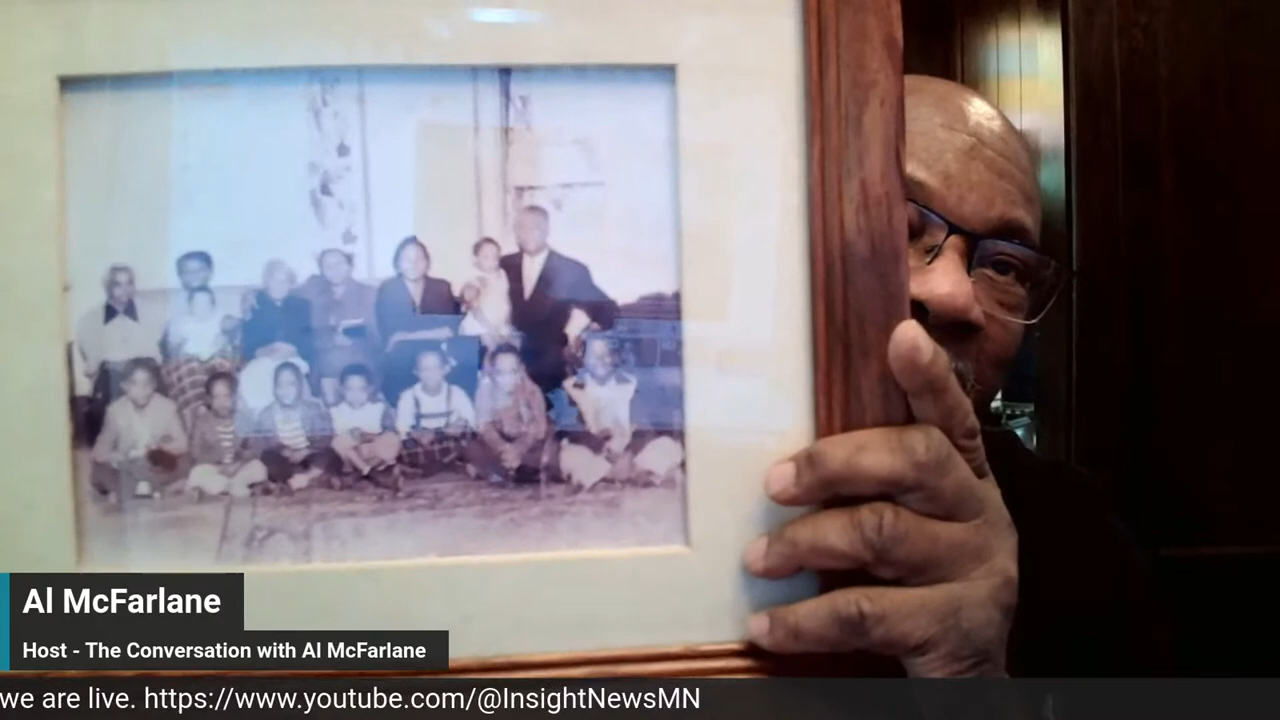 Al McFarlane
Host - The Conversation with Al McFarlane
we are live. https://www.youtube.com/@InsightNewsMN